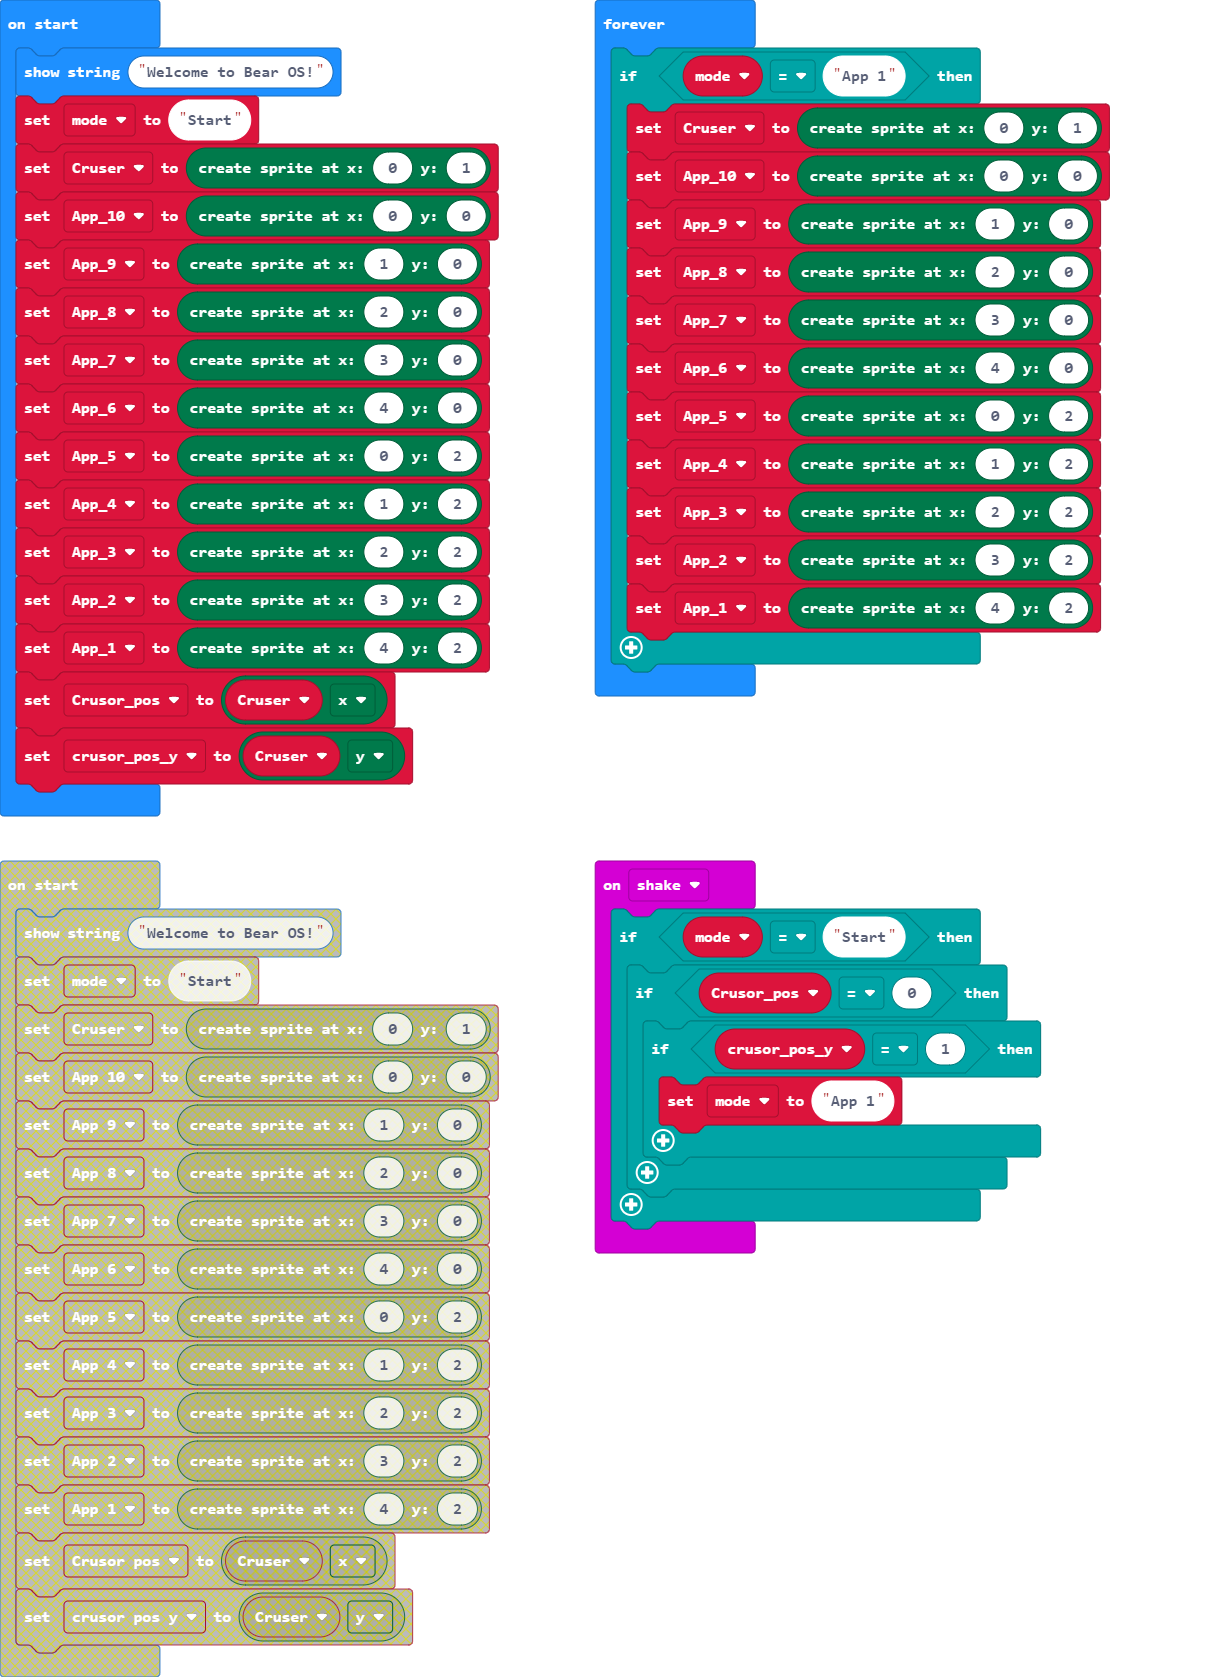 on start
show string "Welcome to Bear OS!"
set mode to "Start"
set Cruser to create sprite at x: 0 y: 1
set App_10 to create sprite at x: 0 y: 0
set App_9 to create sprite at x: 1 y: 0
set App_8 to create sprite at x: 2 y: 0
set App_7 to create sprite at x: 3 y: 0
set App_6 to create sprite at x: 4 y: 0
set App_5 to create sprite at x: 0 y: 2
set App_4 to create sprite at x: 1 y: 2
set App_3 to create sprite at x: 2 y: 2
set App_2 to create sprite at x: 3 y: 2
set App_1 to create sprite at x: 4 y: 2
set Crusor_pos to Cruser x
set crusor_pos_y to Cruser y
forever
if mode = "App 1" then
set Cruser to create sprite at x: 0 y: 1
set App_10 to create sprite at x: 0 y: 0
set App_9 to create sprite at x: 1 y: 0
set App_8 to create sprite at x: 2 y: 0
set App_7 to create sprite at x: 3 y: 0
set App_6 to create sprite at x: 4 y: 0
set App_5 to create sprite at x: 0 y: 2
set App_4 to create sprite at x: 1 y: 2
set App_3 to create sprite at x: 2 y: 2
set App_2 to create sprite at x: 3 y: 2
set App_1 to create sprite at x: 4 y: 2
on start
show string "Welcome to Bear OS!"
set mode to "Start"
set Cruser to create sprite at x: 0 y: 1
set App 10 to create sprite at x: 0 y: 0
set App 9 to create sprite at x: 1 y: 0
set App 8 to create sprite at x: 2 y: 0
set App 7 to create sprite at x: 3 y: 0
set App 6 to create sprite at x: 4 y: 0
set App 5 to create sprite at x: 0 y: 2
set App 4 to create sprite at x: 1 y: 2
set App 3 to create sprite at x: 2 y: 2
set App 2 to create sprite at x: 3 y: 2
set App 1 to create sprite at x: 4 y: 2
set Crusor pos to Cruser x
set crusor pos y to Cruser y
on shake
if mode = "Start" then
if Crusor_pos = 0 then
if crusor_pos_y = 1 then
set mode to "App 1"